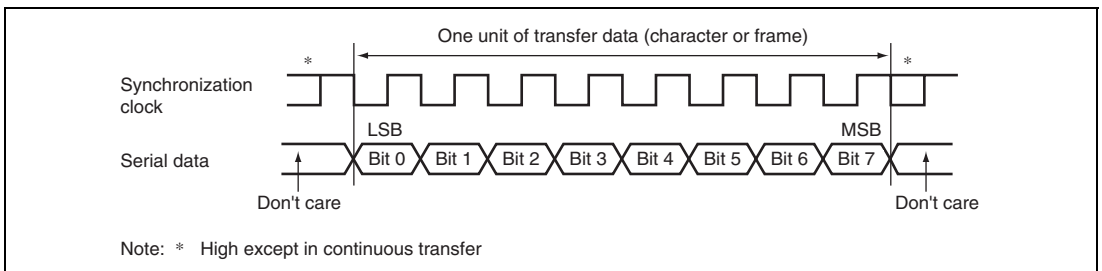 One unit of transfer data (character or frame)
*
*
Synchronization
clock
LSB
MSB
Serial data
Bit 0 Bit 1 Bit 2 Bit 3 Bit 4 Bit 5 Bit 6 Bit 7
Don't care
Don't care
Note: * High except in continuous transfer